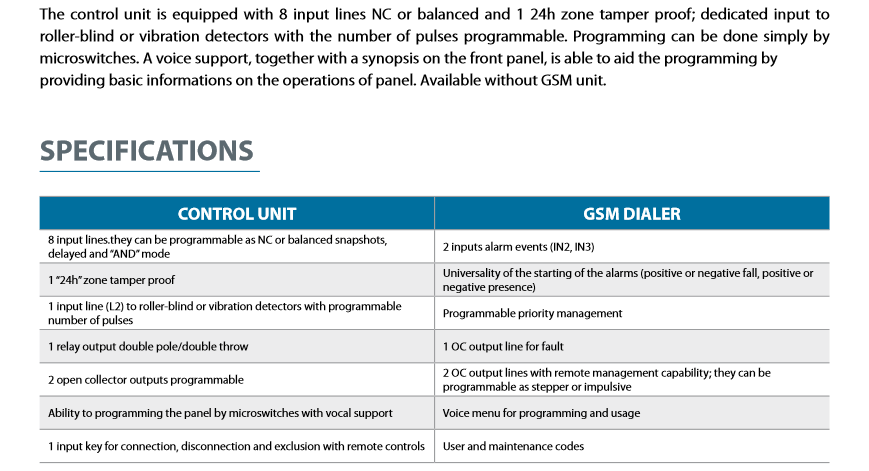 The control unit is equipped with 8 input lines NC or balanced and 1 24h zone tamper proof; dedicated input to
roller-blind or vibration detectors with the number of pulses programmable. Programming can be done simply by
microswitches. A voice support, together with a synopsis on the front panel, is able to aid the programming by
providing basic informations on the operations of panel. Available without GSM unit.
SPECIFICATIONS
CONTROL UNIT
GSM DIALER
8 input lines.they can be programmable as NC or balanced snapshots,
delayed and "AND" mode
2 inputs alarm events (IN2, IN3)
1 "24h" zone tamper proof
Universality of the starting of the alarms (positive or negative fall, positive or
negative presence)
1 input line (L2) to roller-blind or vibration detectors with programmable
number of pulses
Programmable priority management
1 relay output double pole/double throw
1 OC output line for fault
2 open collector outputs programmable
2 OC output lines with remote management capability; they can be
programmable as stepper or impulsive
Ability to programming the panel by microswitches with vocal support
Voice menu for programming and usage
1 input key for connection, disconnection and exclusion with remote controls
User and maintenance codes